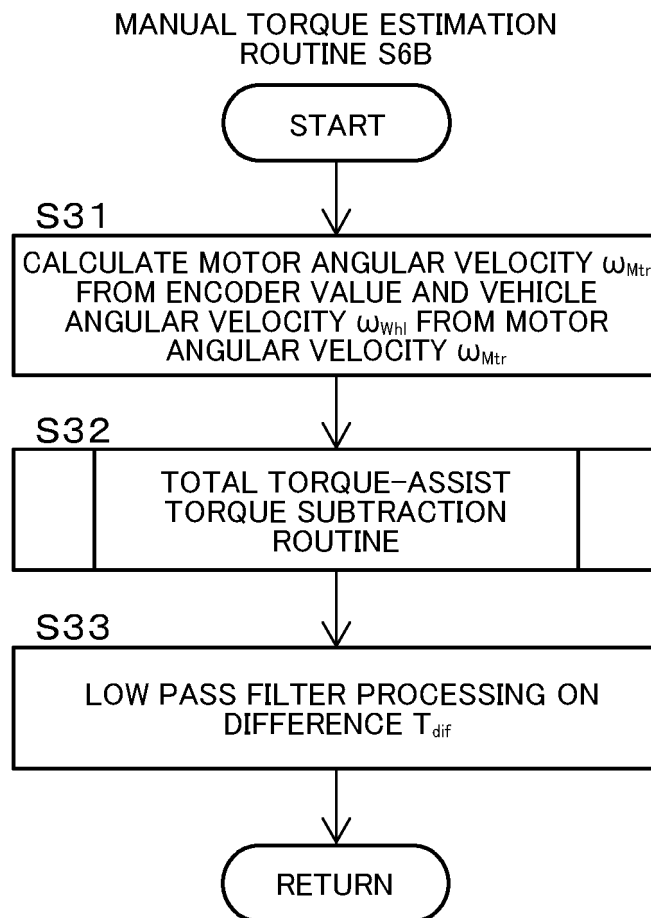 MANUAL TORQUE ESTIMATION
ROUTINE S6B
START
S31
CALCULATE MOTOR ANGULAR VELOCITY ωMtr
FROM ENCODER VALUE AND VEHICLE
ANGULAR VELOCITY ωWhl FROM MOTOR
ANGULAR VELOCITY ωMtr
S32
TOTAL TORQUE-ASSIST
TORQUE SUBTRACTION
ROUTINE
S33
LOW PASS FILTER PROCESSING ON
DIFFERENCE Tdif
RETURN